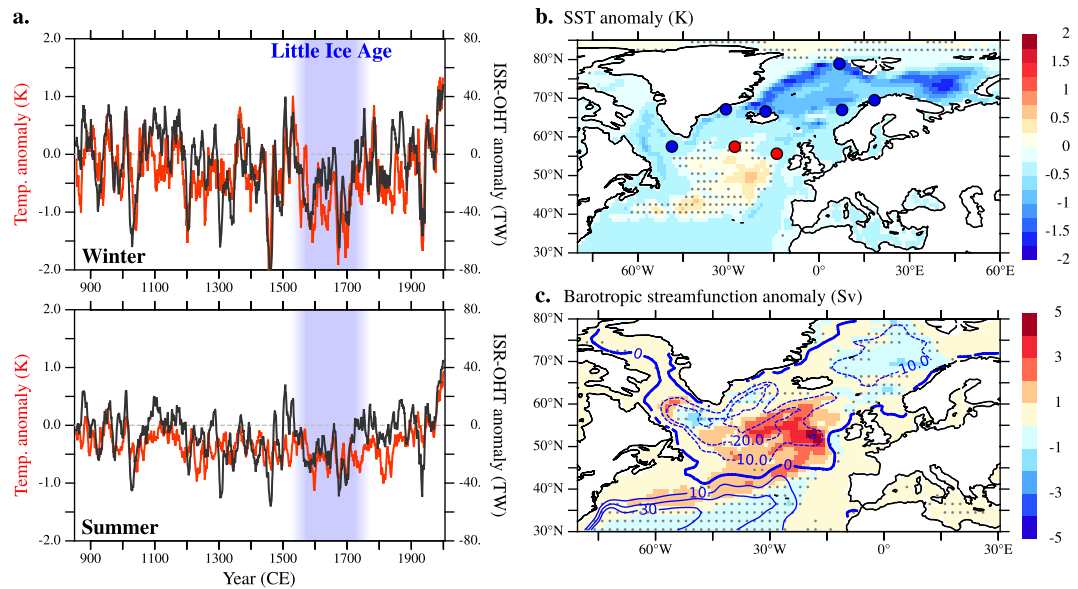 a.
Little Ice Age
2.0
1.0
0.0
-1.0
-2.0
Temp. anomaly (K)
80.
40.
0.
-40.
-80.
ISR-OHT anomaly (TW)
Winter
900
1100
1300
1500
1700
1900
2.0
1.0
0.0
-1.0
-2.0
Temp. anomaly (K)
80.
40.
0.
-40.
-80.
ISR-OHT anomaly (TW)
Summer
900
1100
1300
1500
1700
1900
Year (CE)
b. SST anomaly (K)
80°N
70°N
60°N
50°N
40°N
30°N
60°W
30°W
0°
30°E
60°E
2
1.5
1
0.5
0
-0.5
-1
-1.5
-2
c. Barotropic streamfunction anomaly (Sv)
80°N
70°N
60°N
50°N
40°N
30°N
0
-10.0
-20.0
-10.0
0
10
30
60°W
30°W
0°
30°E
5
3
1
-1
-3
-5